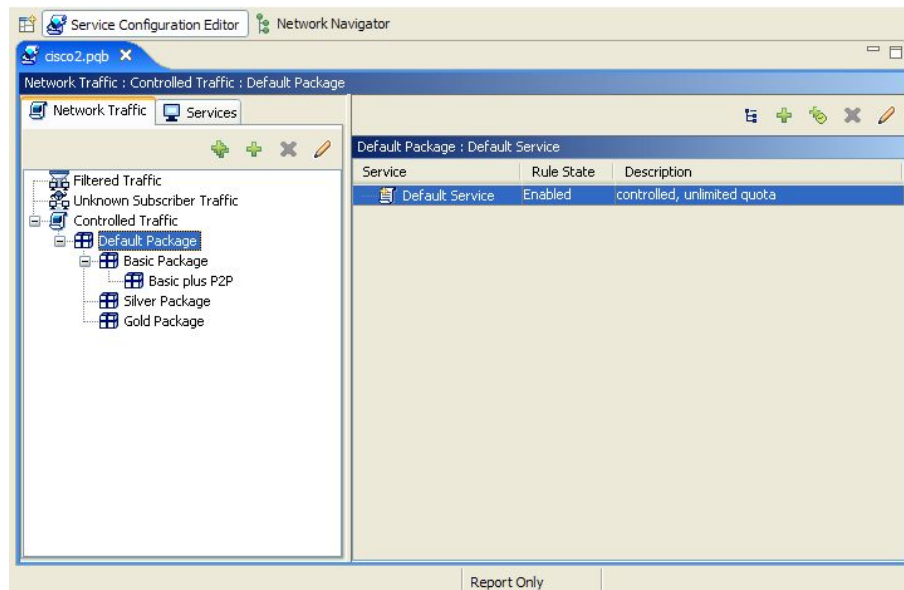 Service Configuration Editor Network Navigator
cisco2.pqb
Network Traffic : Controlled Traffic : Default Package
Network Traffic Services
Default Package : Default Service
Service Rule State Description
Default Service Enabled controlled, unlimited quota
Filtered Traffic
Unknown Subscriber Traffic
Controlled Traffic
Default Package
Basic Package
Basic plus P2P
Silver Package
Gold Package
Report Only